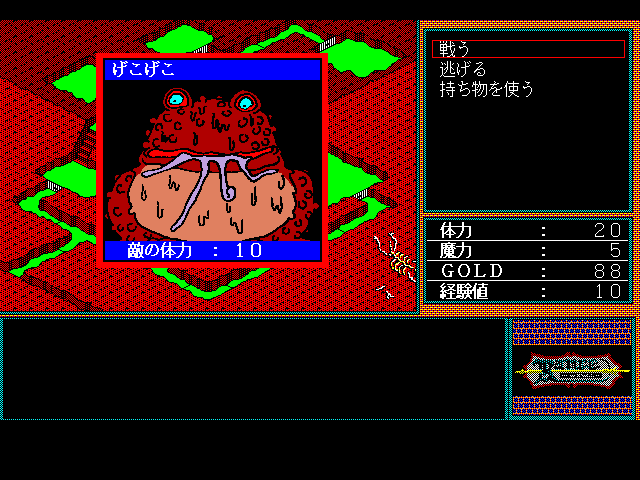 げこげこ
敵の体力 : 10
戦う
逃げる
持ち物を使う
体力 : 20
魔力 : 5
GOLD : 88
経験値 : 10